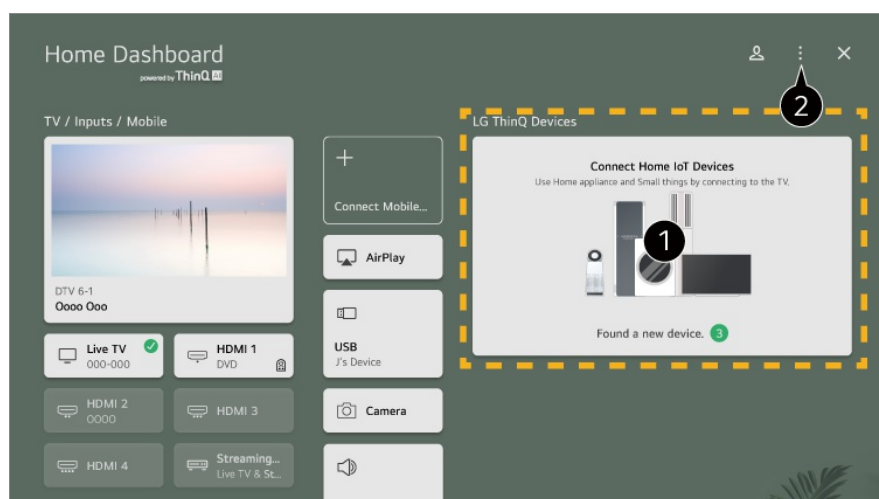 Home Dashboard
powered by ThinQ AI
2
TV / Inputs / Mobile
DTV 6-1
Oooo Ooo
Live TV
000-000
HDMI 1
DVD
HDMI 2
OOOO
HDMI 3
HDMI 4
Streaming...
Live TV & St...
Connect Mobile...
AirPlay
USB
J's Device
Camera
LG ThinQ Devices
Connect Home IoT Devices
Use Home appliance and Small things by connecting to the TV.
1
Found a new device. 3